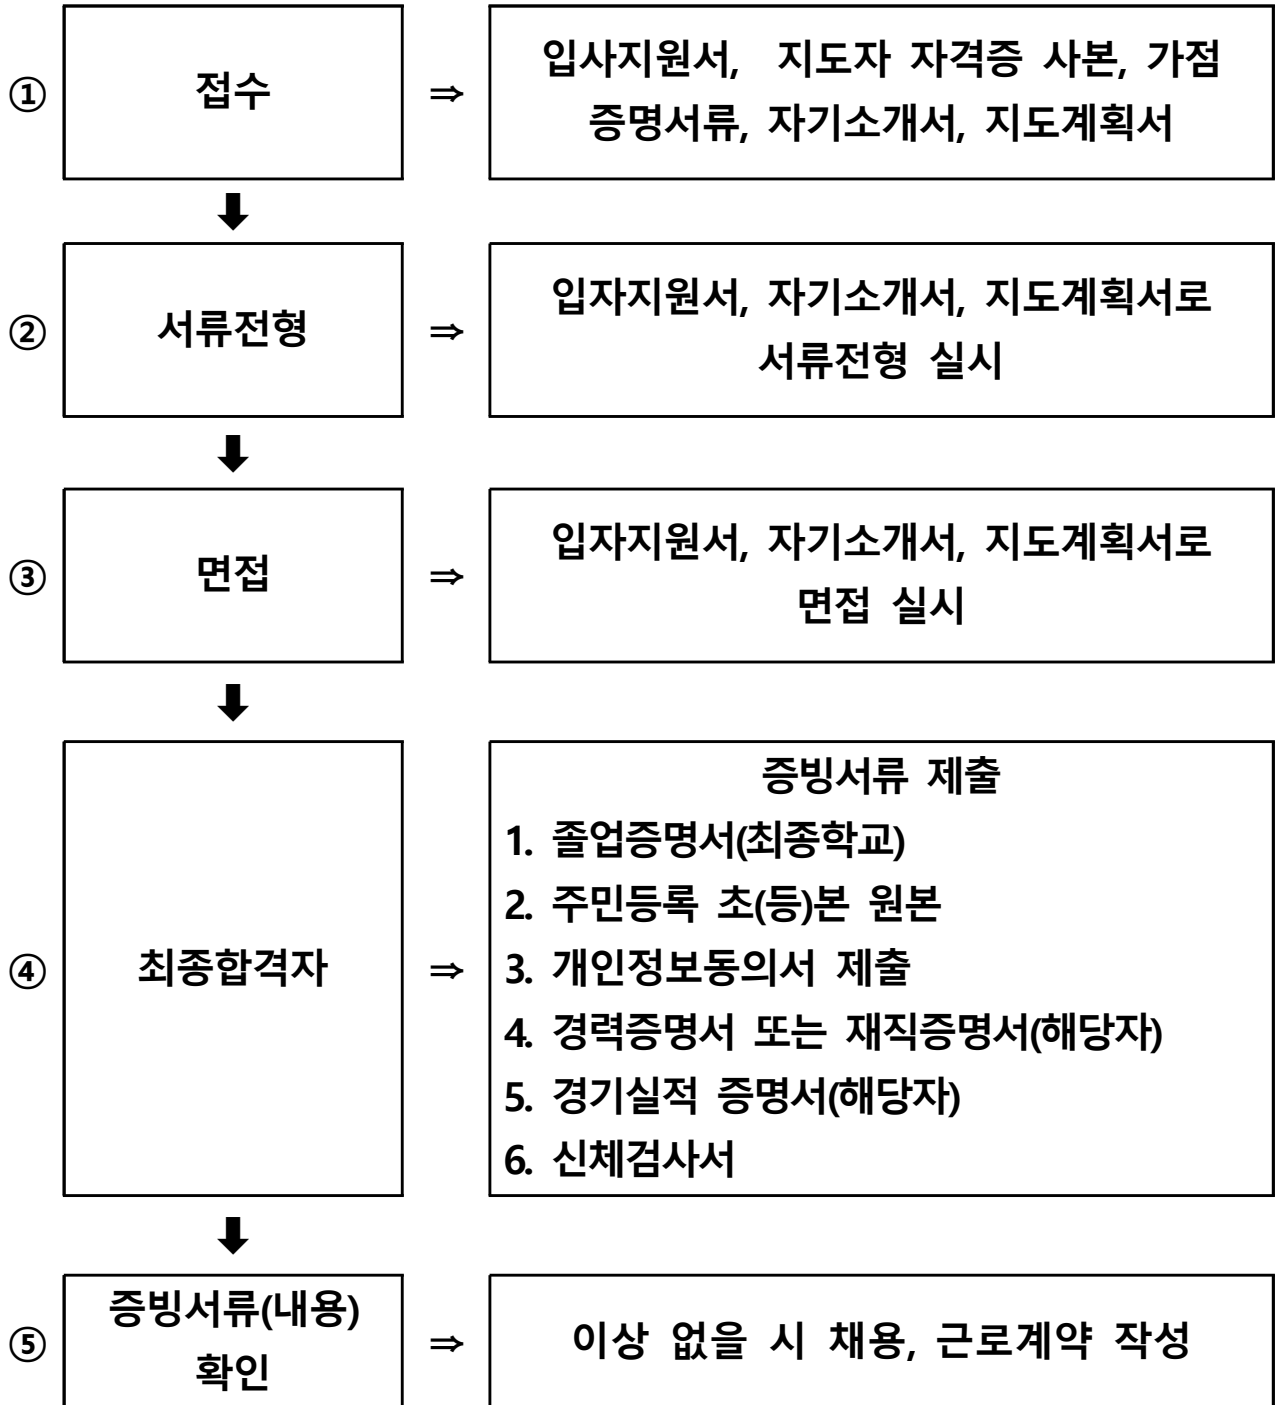 ① 접수 ⇒ 입사지원서, 지도자 자격증 사본, 가점
증명서류, 자기소개서, 지도계획서
⬇
② 서류전형 ⇒ 입자지원서, 자기소개서, 지도계획서로
서류전형 실시
⬇
③ 면접 ⇒ 입자지원서, 자기소개서, 지도계획서로
면접 실시
⬇
④ 최종합격자 ⇒ 증빙서류 제출
1. 졸업증명서(최종학교)
2. 주민등록 초(등)본 원본
3. 개인정보동의서 제출
4. 경력증명서 또는 재직증명서(해당자)
5. 경기실적 증명서(해당자)
6. 신체검사서
⬇
⑤ 증빙서류(내용)
확인 ⇒ 이상 없을 시 채용, 근로계약 작성